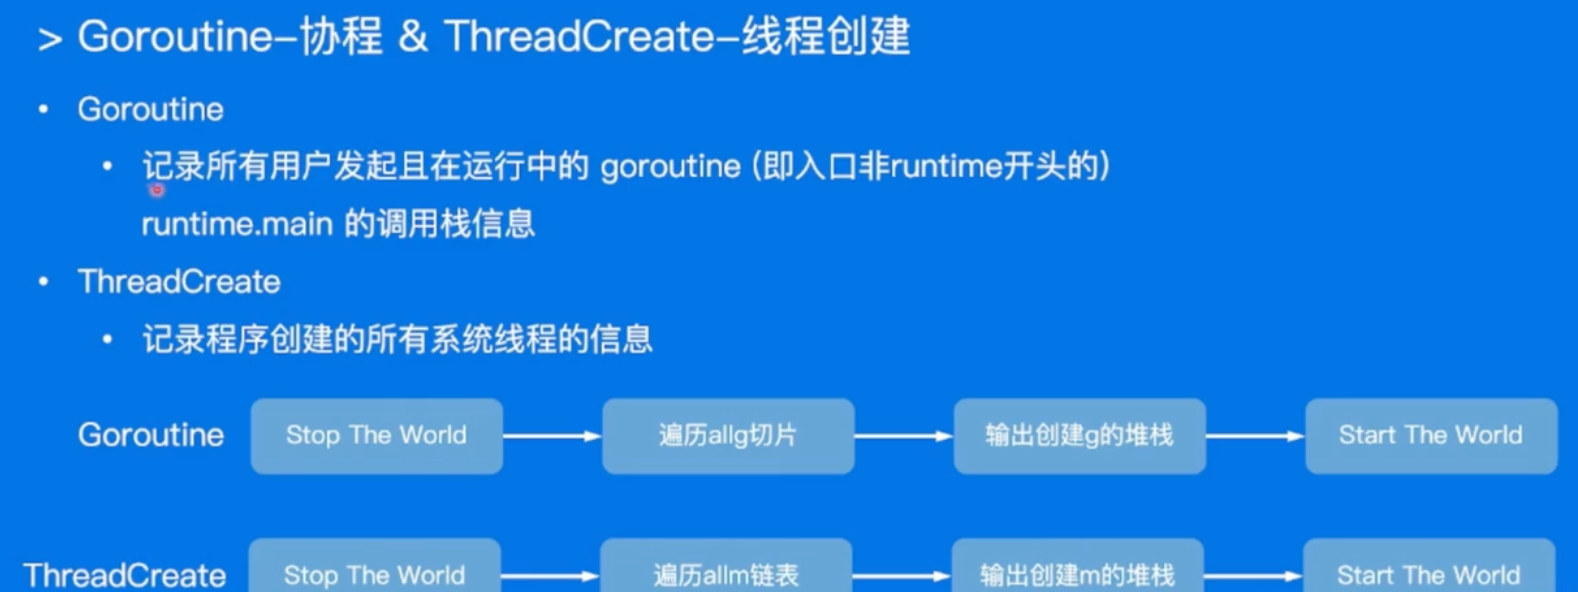 > Goroutine–协程 & ThreadCreate–线程创建
• Goroutine
• 记录所有用户发起且在运行中的 goroutine (即入口非runtime开头的)
runtime.main 的调用栈信息
• ThreadCreate
• 记录程序创建的所有系统线程的信息
Goroutine Stop The World 遍历allg切片 输出创建g的堆栈 Start The World
ThreadCreate Stop The World 遍历allm链表 输出创建m的堆栈 Start The World